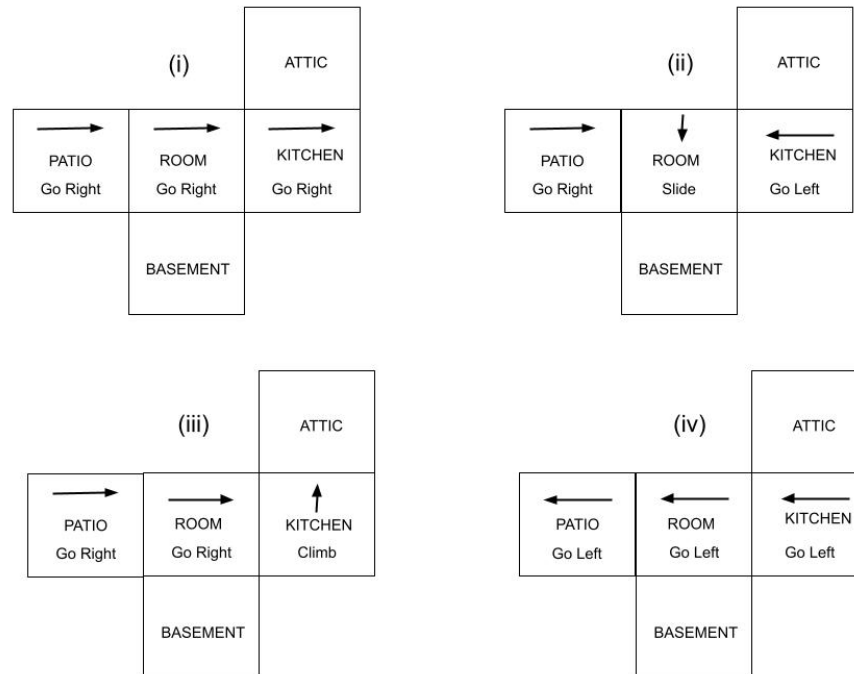 (i)
ATTIC
PATIO
Go Right
ROOM
Go Right
KITCHEN
Go Right
BASEMENT
(ii)
ATTIC
PATIO
Go Right
ROOM
Slide
KITCHEN
Go Left
BASEMENT
(iii)
ATTIC
PATIO
Go Right
ROOM
Go Right
KITCHEN
Climb
BASEMENT
(iv)
ATTIC
PATIO
Go Left
ROOM
Go Left
KITCHEN
Go Left
BASEMENT